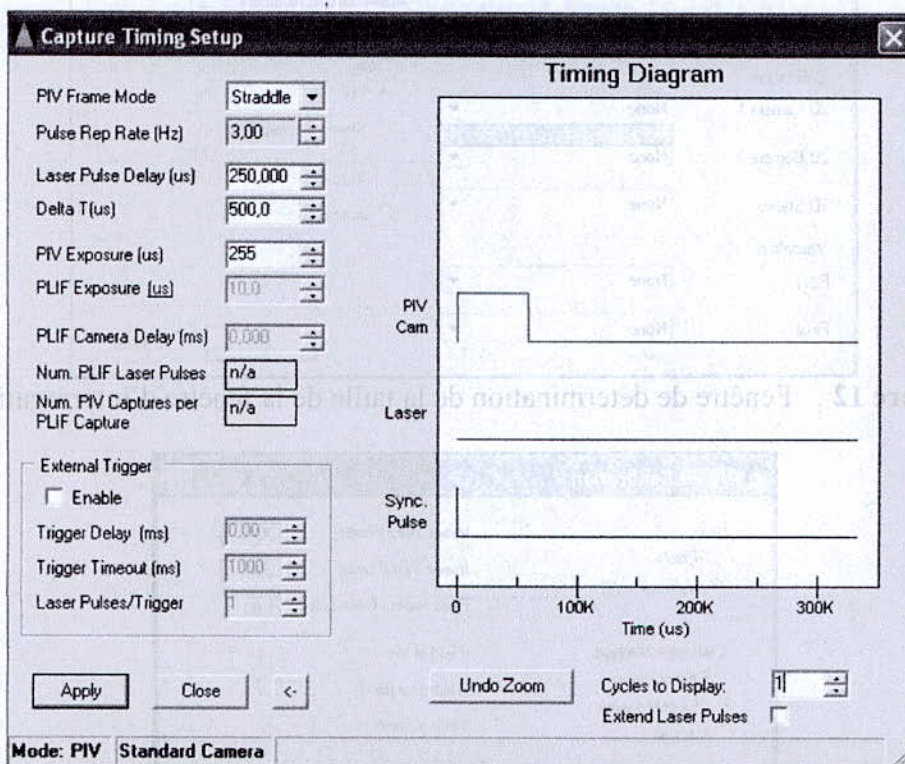 Capture Timing Setup
PIV Frame Mode Straddle
Pulse Rep Rate (Hz) 3,00
Laser Pulse Delay (us) 250,000
Delta T(us) 500,0
PIV Exposure (us) 255
PLIF Exposure (us) 10,0
PLIF Camera Delay (ms) 0,000
Num. PLIF Laser Pulses n/a
Num. PIV Captures per
PLIF Capture n/a
External Trigger
Enable
Trigger Delay (ms) 0,00
Trigger Timeout (ms) 1000
Laser Pulses/Trigger 1
Apply Close <-
Timing Diagram
PIV
Cam
Laser
Sync.
Pulse
0 100K 200K 300K
Time (us)
Undo Zoom Cycles to Display: 1
Extend Laser Pulses
Mode: PIV Standard Camera
12. Fenêtre de détermination de la taille de la